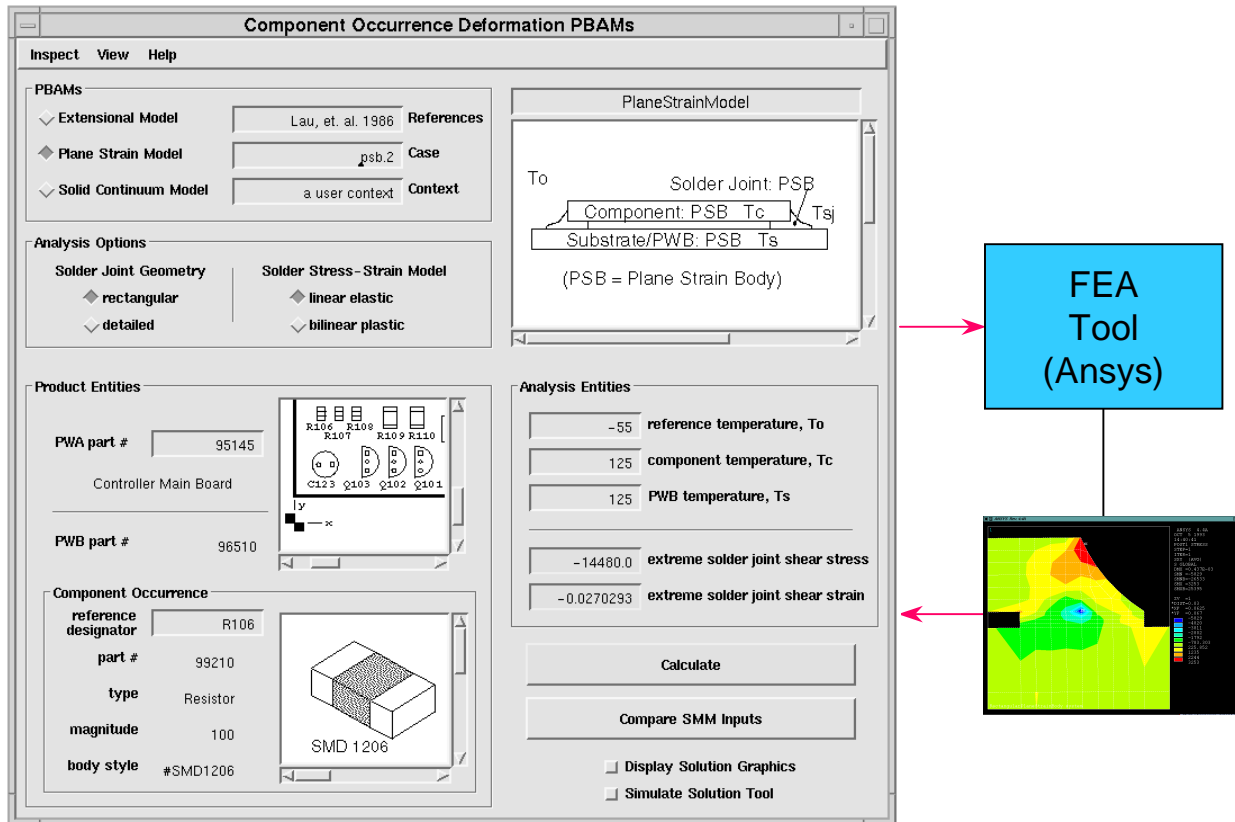 Component Occurrence Deformation PBAMs
Inspect View Help
PBAMs
Extensional Model
Lau, et. al. 1986 References
Plane Strain Model
psb.2 Case
Solid Continuum Model
a user context Context
PlaneStrainModel
To
Solder Joint: PSB
Component: PSB Tc
Tsj
Substrate/PWB: PSB Ts
(PSB = Plane Strain Body)
Analysis Options
Solder Joint Geometry
rectangular
detailed
Solder Stress-Strain Model
linear elastic
bilinear plastic
FEA
Tool
(Ansys)
Product Entities
PWA part # 95145
Controller Main Board
PWB part # 96510
R106 R108
R107 R109 R110
C123 Q103 Q102 Q101
y
x
Component Occurrence
reference
designator R106
part # 99210
type Resistor
magnitude 100
body style #SMD1206
SMD 1206
Analysis Entities
-55 reference temperature, To
125 component temperature, Tc
125 PWB temperature, Ts
-14480.0 extreme solder joint shear stress
-0.0270293 extreme solder joint shear strain
Calculate
Compare SMM Inputs
Display Solution Graphics
Simulate Solution Tool
POST1 STRESS
STEP=1
ITER=1